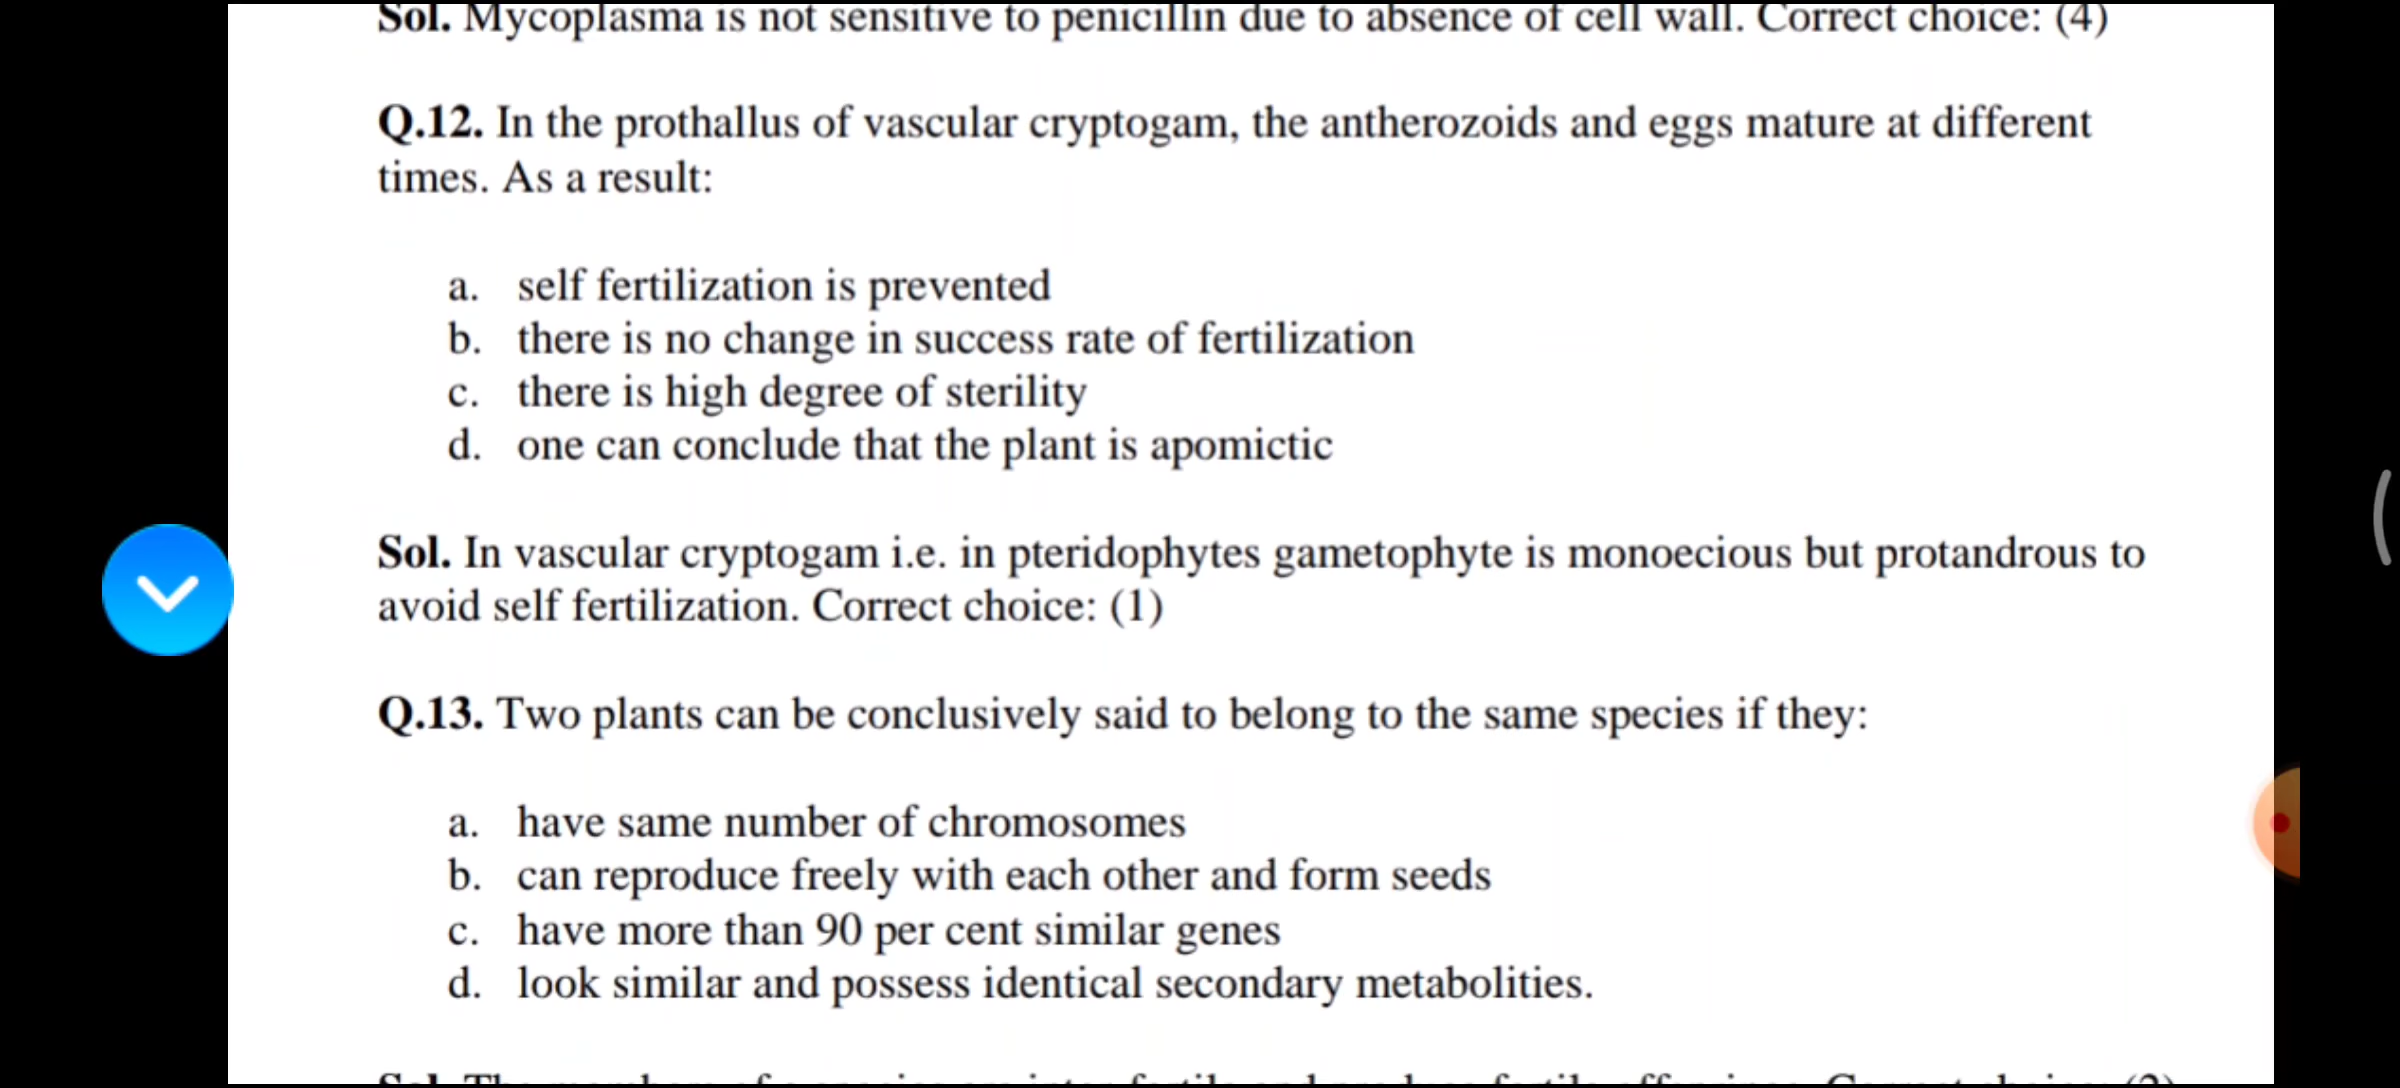 Sol. Mycoplasma is not sensitive to penicillin due to absence of cell wall. Correct choice: (4)
Q.12. In the prothallus of vascular cryptogam, the antherozoids and eggs mature at different
times. As a result:
a. self fertilization is prevented
b. there is no change in success rate of fertilization
c. there is high degree of sterility
d. one can conclude that the plant is apomictic
Sol. In vascular cryptogam i.e. in pteridophytes gametophyte is monoecious but protandrous to
avoid self fertilization. Correct choice: (1)
Q.13. Two plants can be conclusively said to belong to the same species if they:
a. have same number of chromosomes
b. can reproduce freely with each other and form seeds
c. have more than 90 per cent similar genes
d. look similar and possess identical secondary metabolities.